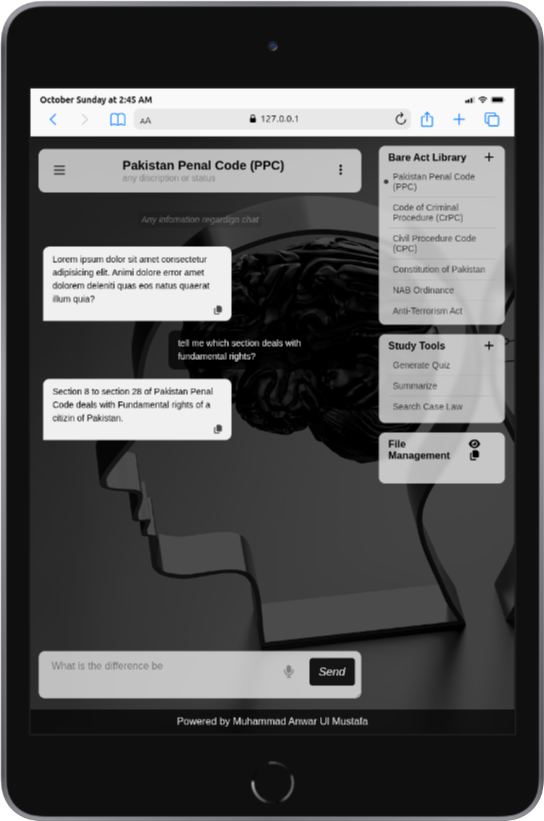 October Sunday at 2:45 AM
AA
127.0.0.1
Pakistan Penal Code (PPC)
any discription or status
Any infomation regardign chat
Lorem ipsum dolor sit amet consectetur
adipisicing elit. Animi dolore error amet
dolorem deleniti quas eos natus quaerat
illum quia?
tell me which section deals with
fundamental rights?
Section 8 to section 28 of Pakistan Penal
Code deals with Fundamental rights of a
citizin of Pakistan.
Bare Act Library +
Pakistan Penal Code
(PPC)
Code of Criminal
Procedure (CrPC)
Civil Procedure Code
(CPC)
Constitution of Pakistan
NAB Ordinance
Anti-Terrorism Act
Study Tools +
Generate Quiz
Summarize
Search Case Law
File
Management
What is the difference be
Send
Powered by Muhammad Anwar Ul Mustafa